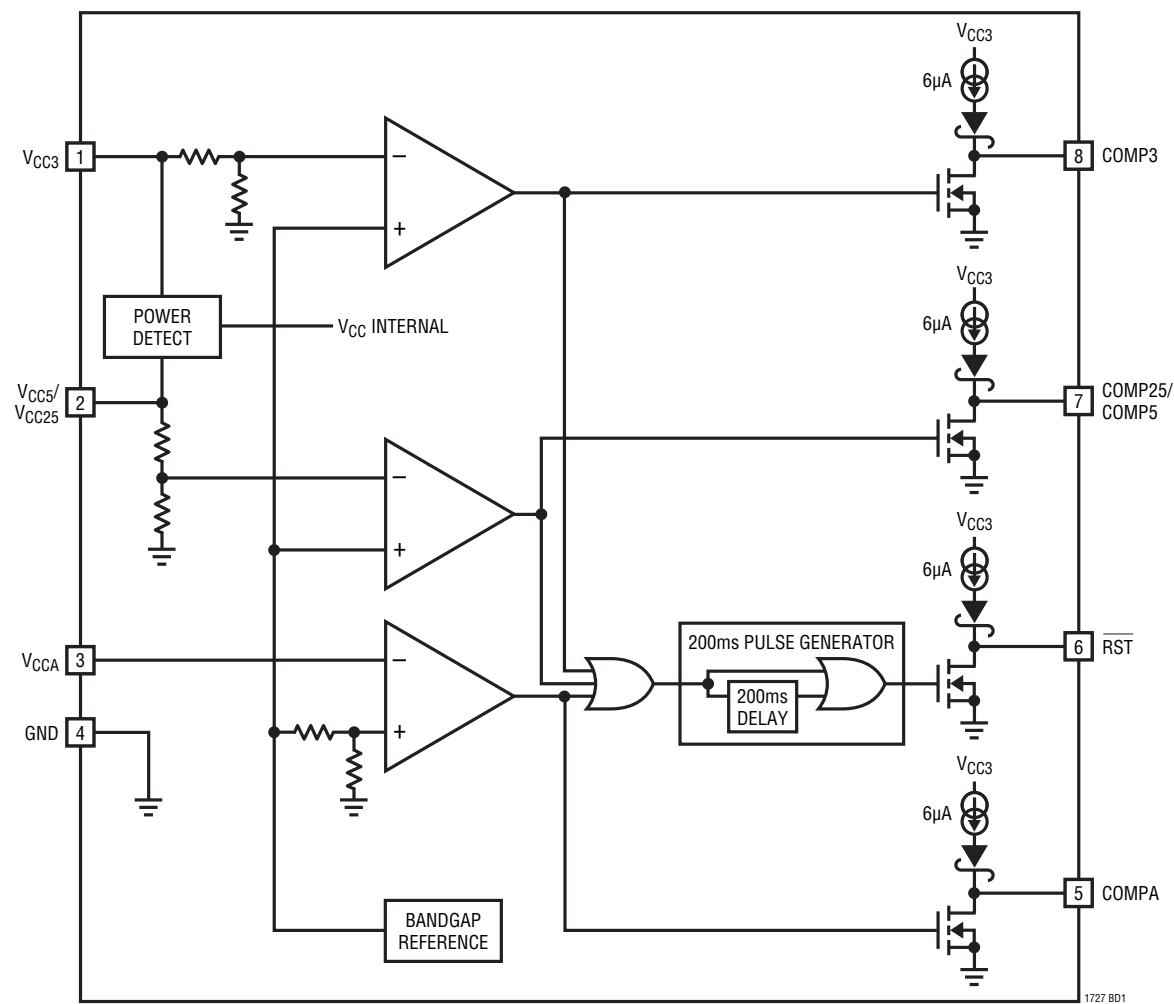 VCC3
6μA
VCC3 1
8 COMP3
−
+
POWER
DETECT
VCC INTERNAL
VCC3
6μA
VCC5/
VCC25
2
7 COMP25/
COMP5
−
+
VCC3
6μA
VCCA 3
−
200ms PULSE GENERATOR
6 RST
200ms
DELAY
GND 4
+
VCC3
6μA
5 COMPA
BANDGAP
REFERENCE
1727 BD1